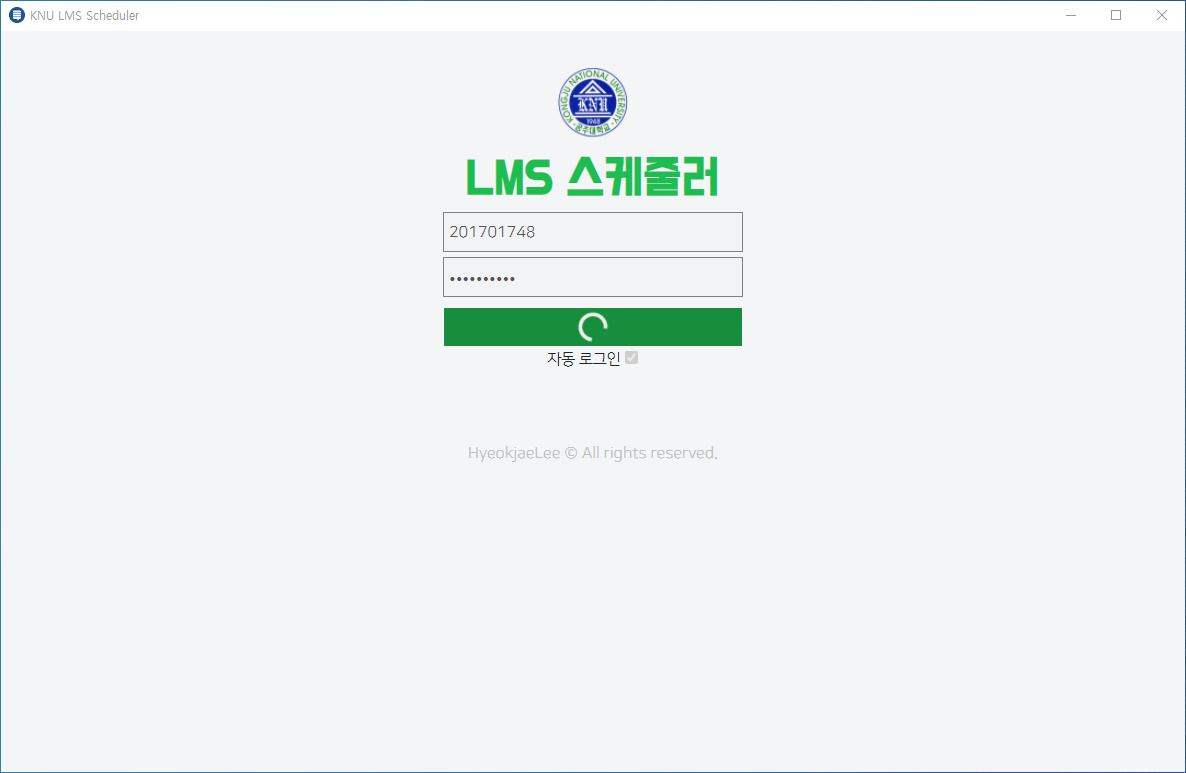 KNU LMS Scheduler
KONGJU NATIONAL UNIVERSITY
KNU
1948
공주대학교
LMS 스케줄러
201701748
••••••••••
자동 로그인
HyeokjaeLee © All rights reserved.